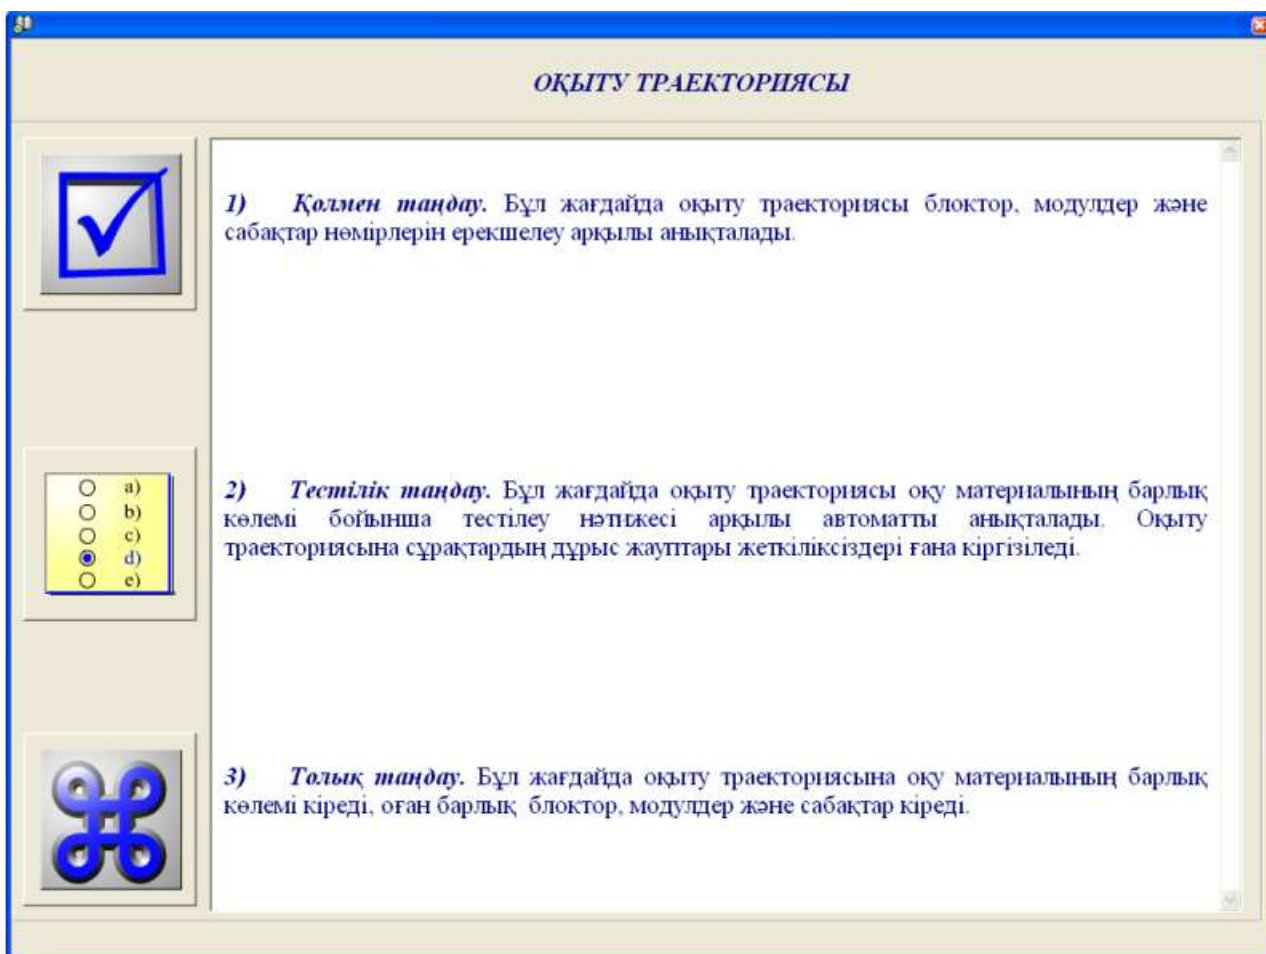 ОҚЫТУ ТРАЕКТОРИЯСЫ
1) Қолмен таңдау. Бұл жағдайда оқыту траекториясы блоктор, модулдер және
сабақтар нөмірлерін ерекшелеу арқылы анықталады.
a)
b)
c)
d)
e)
2) Тестілік таңдау. Бұл жағдайда оқыту траекториясы оқу материалының барлық
көлемі бойынша тестілеу нәтижесі арқылы автоматты анықталады. Оқыту
траекториясына сұрақтардың дұрыс жауптары жеткіліксіздері ғана кіргізіледі.
3) Толық таңдау. Бұл жағдайда оқыту траекториясына оқу материалының барлық
көлемі кіреді, оған барлық блоктор, модулдер және сабақтар кіреді.